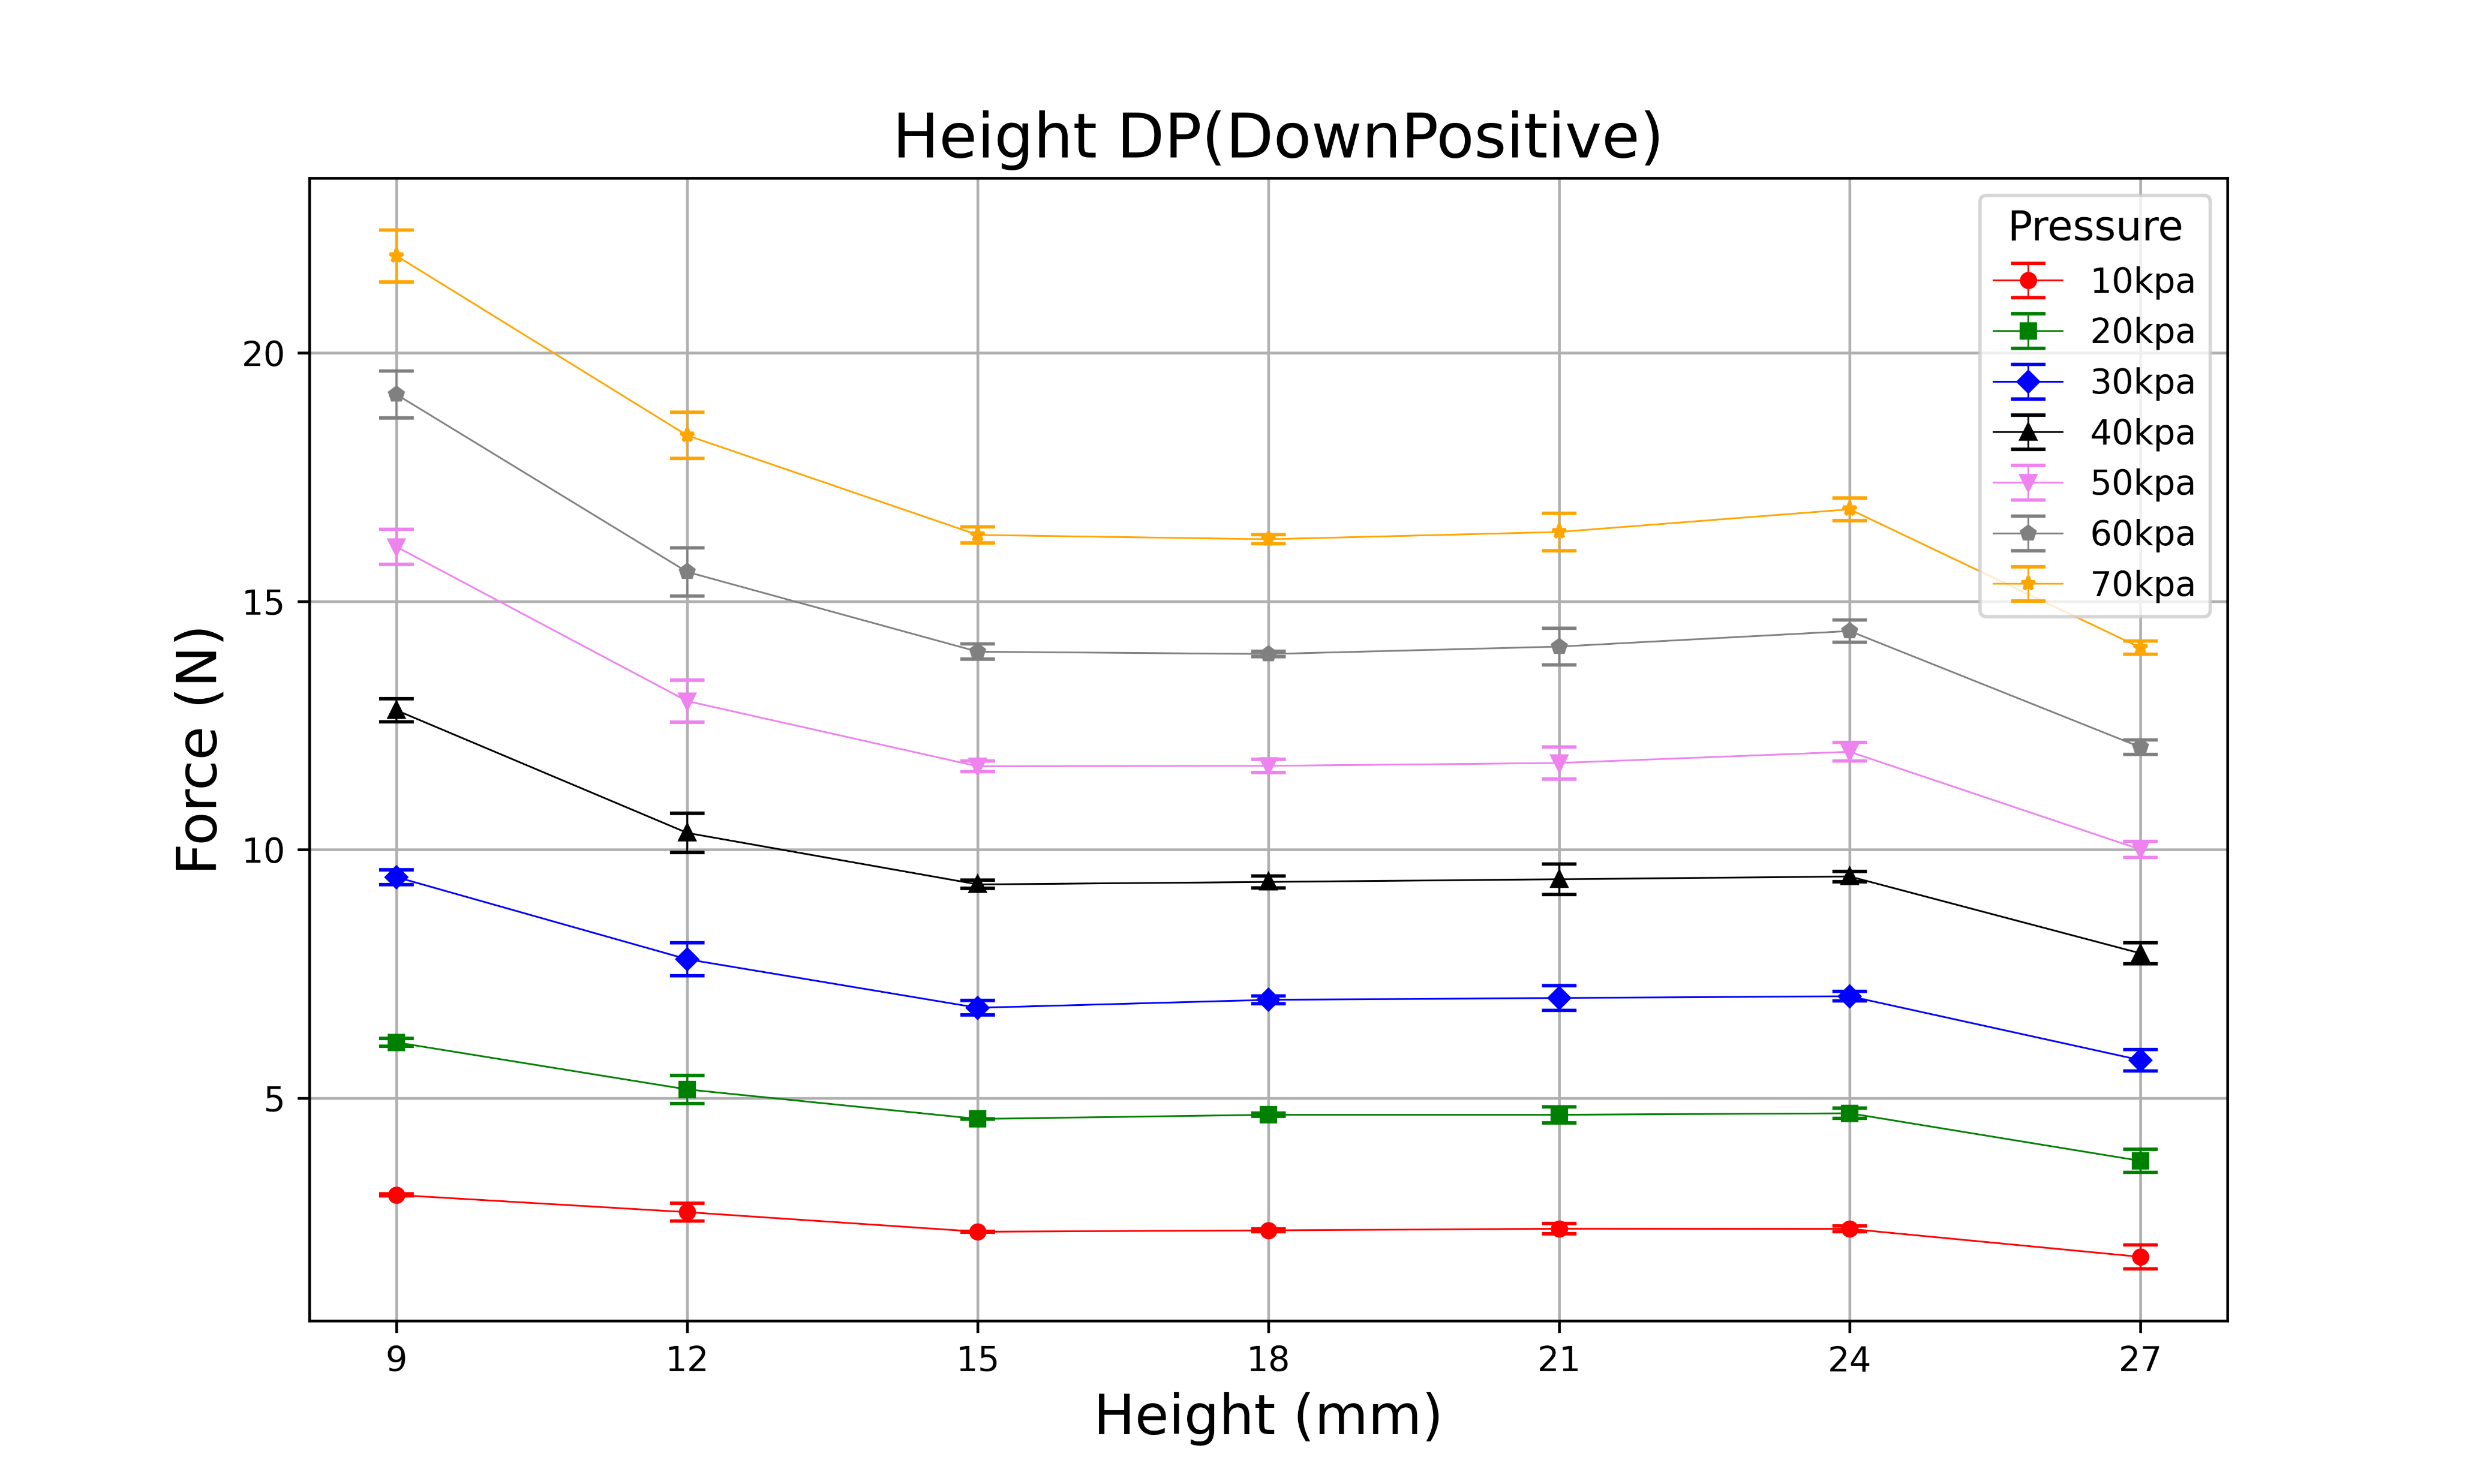 Height DP(DownPositive)
Pressure
10kpa
20kpa
30kpa
40kpa
50kpa
60kpa
70kpa
Force (N)
20
15
10
5
9 12 15 18 21 24 27
Height (mm)